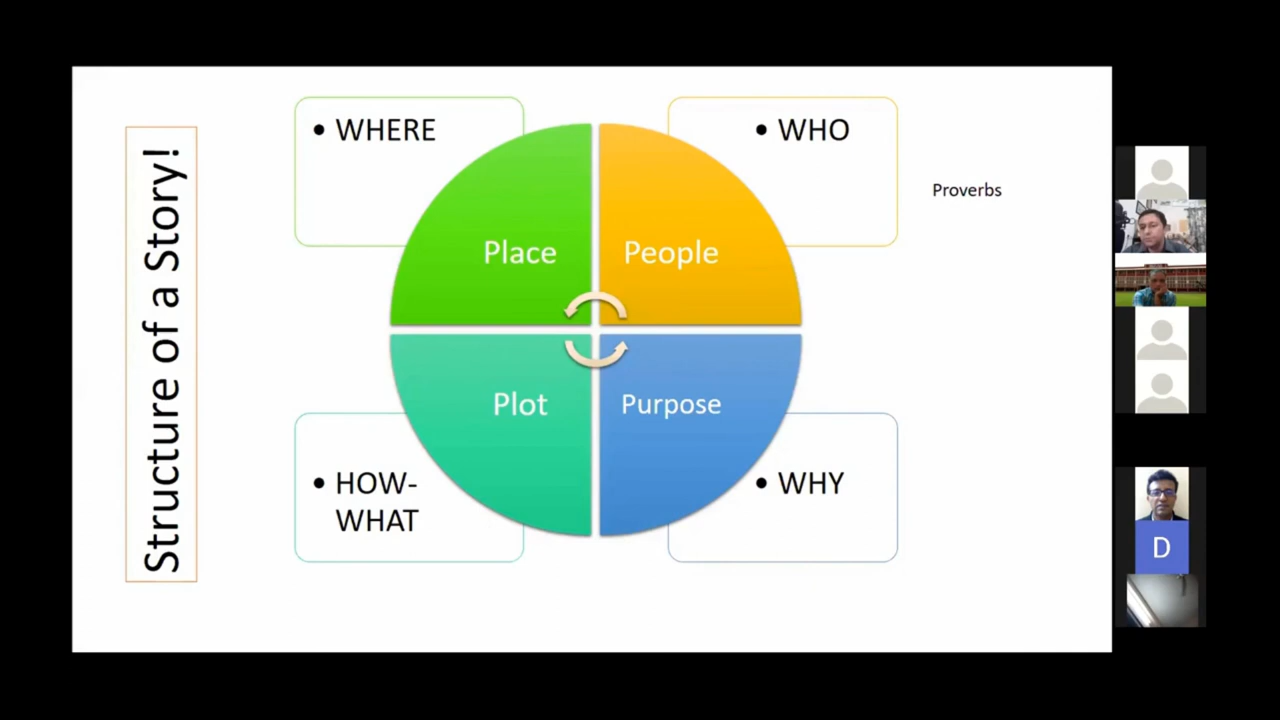 Structure of a Story!
• WHERE
• WHO
Proverbs
Place
People
Plot
Purpose
• HOW-
WHAT
• WHY
D